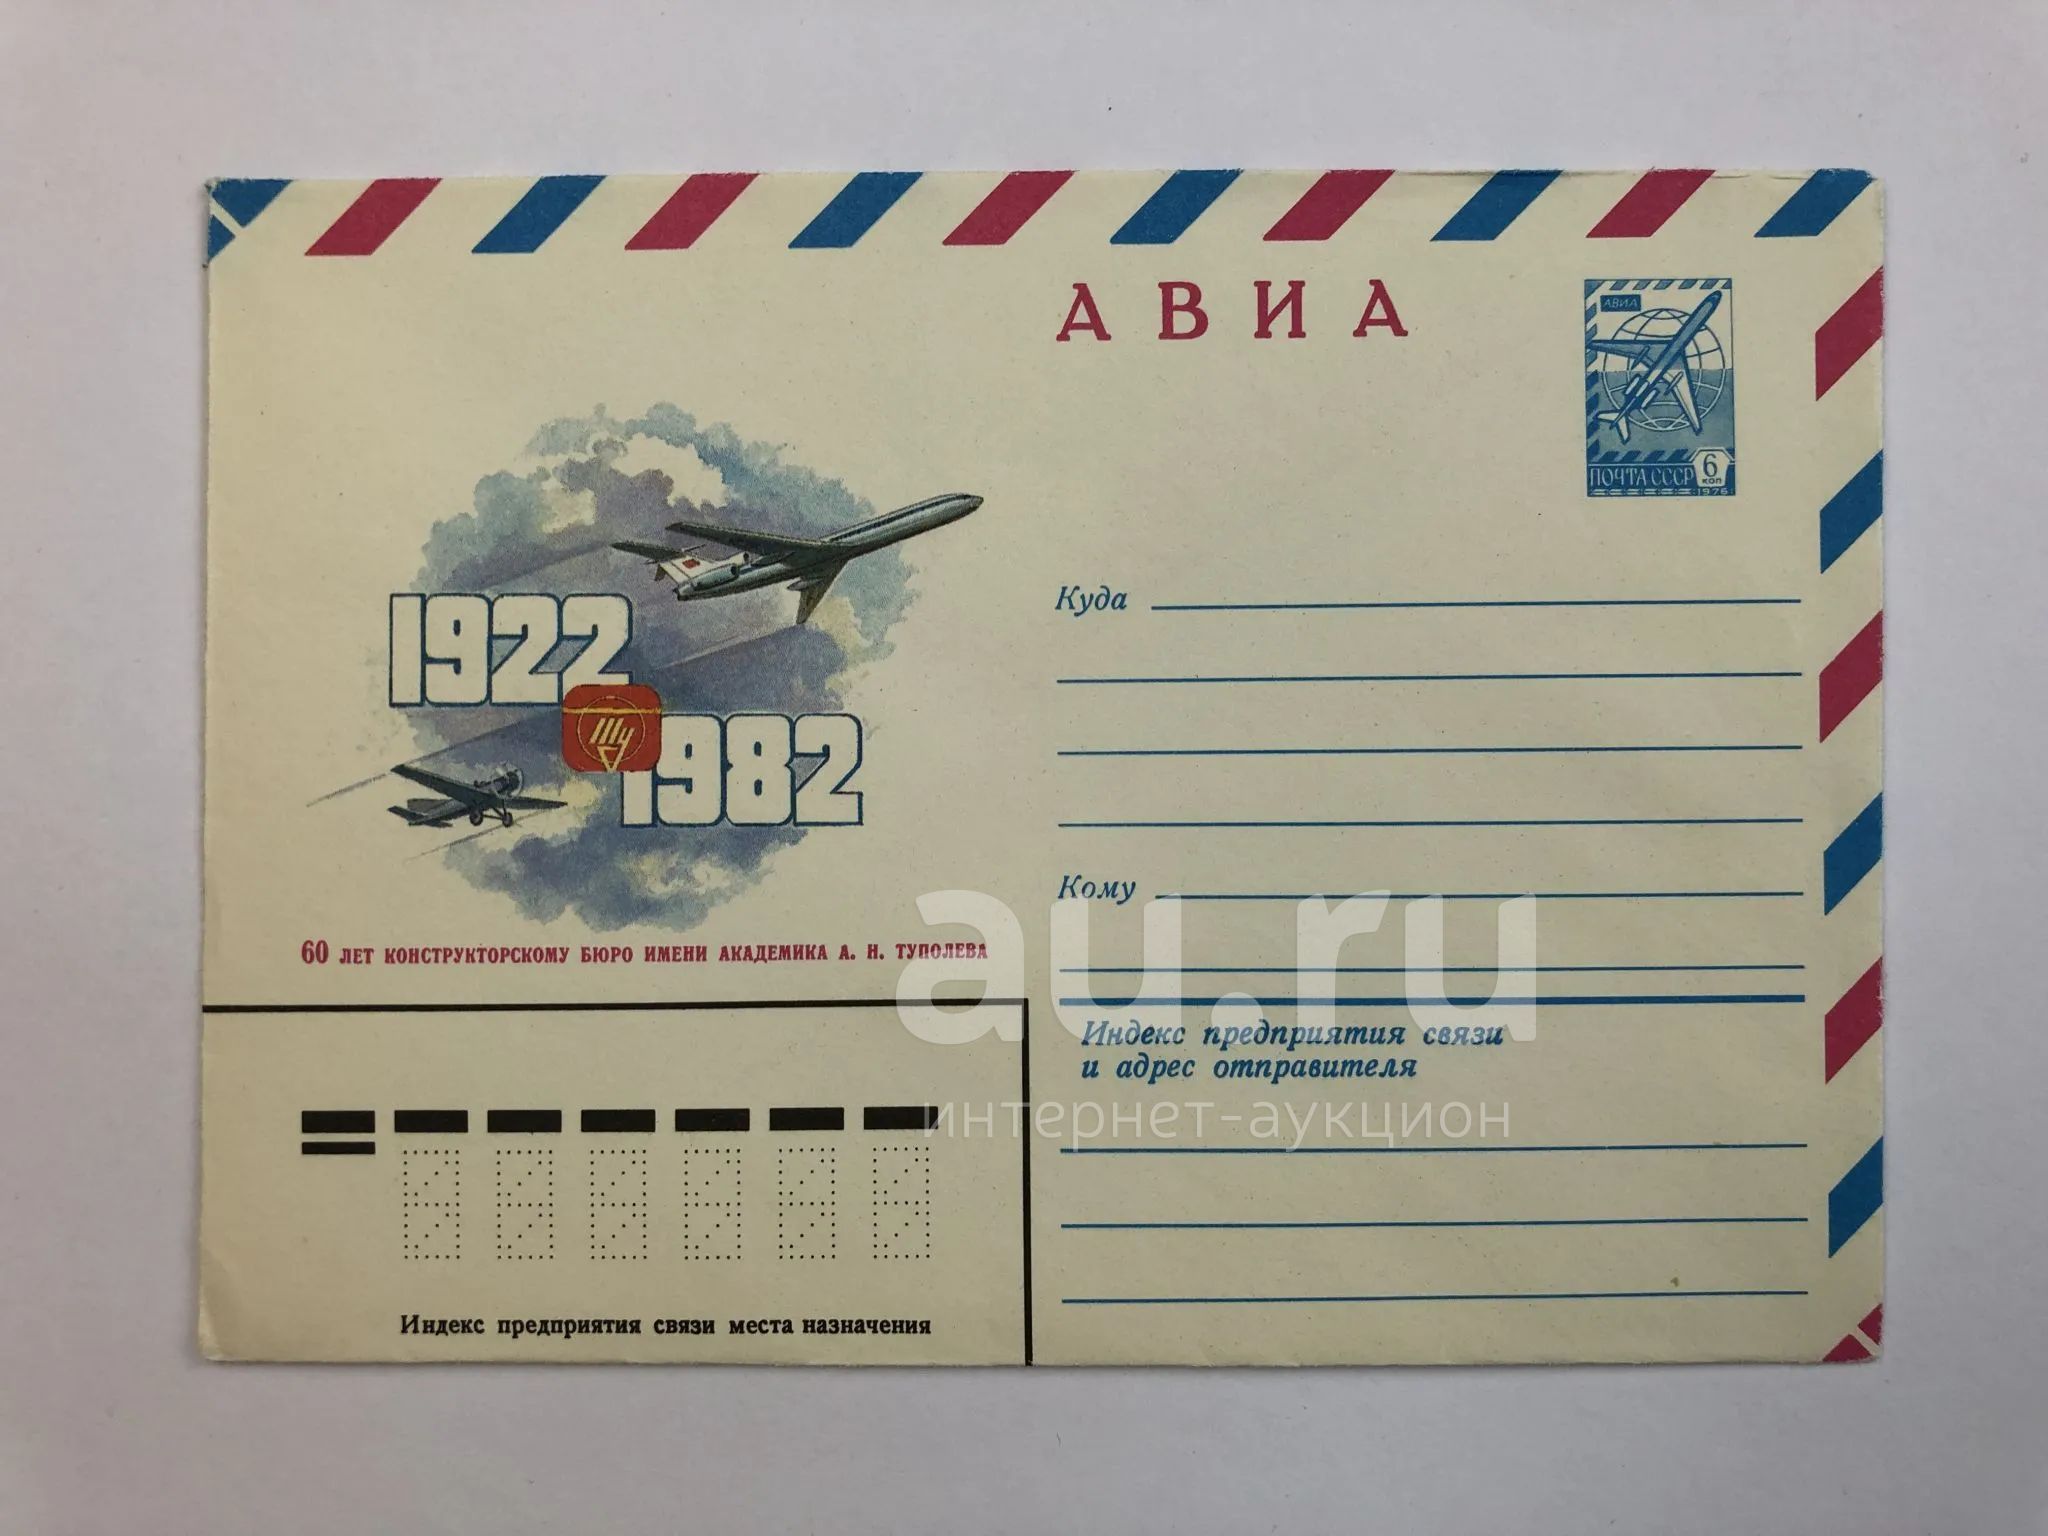 АВИА
АВИА
ПОЧТА СССР 6 коп
1976
1922
Ту
1982
60 ЛЕТ КОНСТРУКТОРСКОМУ БЮРО ИМЕНИ АКАДЕМИКА А. Н. ТУПОЛЕВА
Куда
Кому
au.ru
интернет-аукцион
Индекс предприятия связи
и адрес отправителя
Индекс предприятия связи места назначения